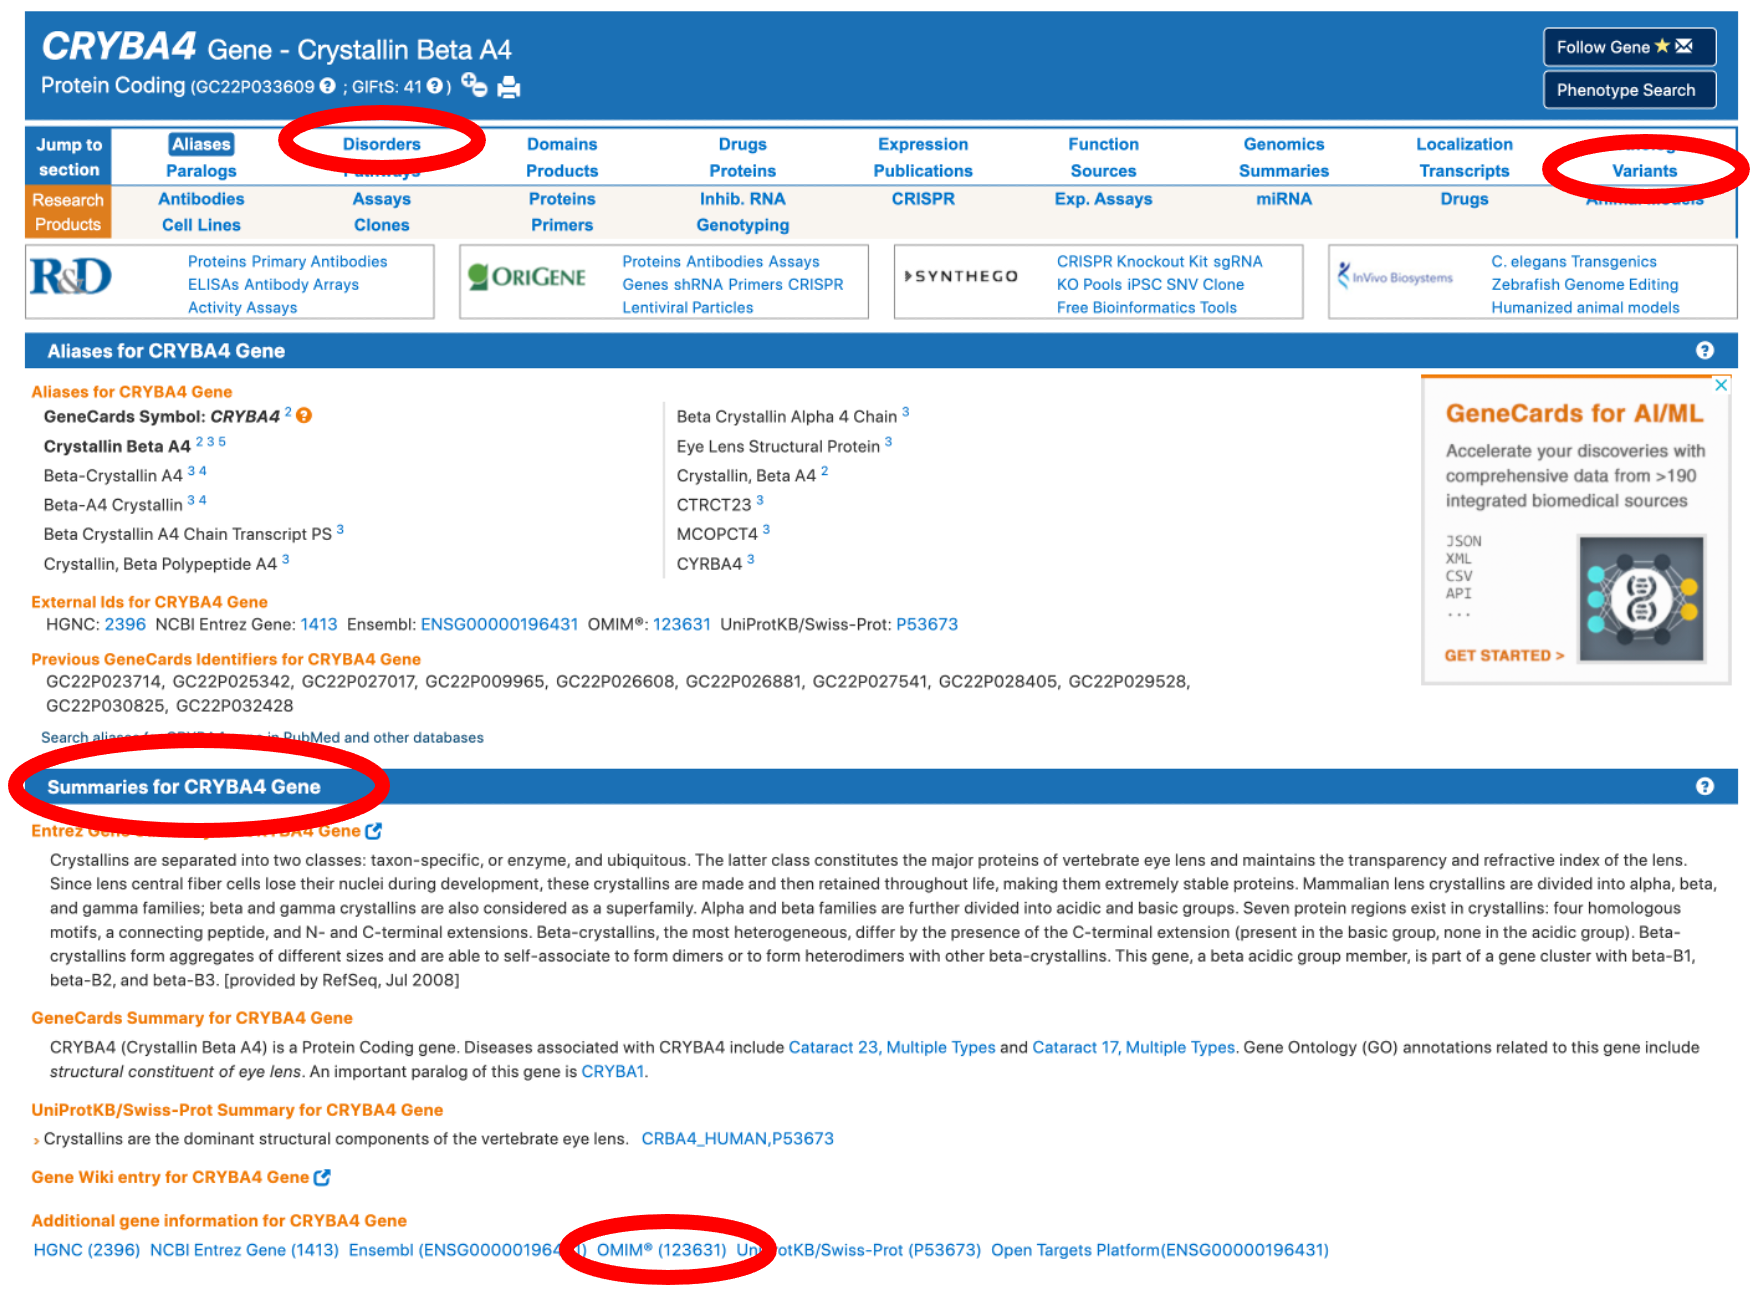 CRYBA4 Gene - Crystallin Beta A4
Protein Coding (GC22P033609 ? ; GIFtS: 41 ? )
Follow Gene
Phenotype Search
Jump to section
Aliases Disorders Domains Drugs Expression Function Genomics Localization
Paralogs Products Proteins Publications Sources Summaries Transcripts Variants
Research Products
Antibodies Assays Proteins Inhib. RNA CRISPR Exp. Assays miRNA Drugs
Cell Lines Clones Primers Genotyping
R&D
Proteins Primary Antibodies
ELISAs Antibody Arrays
Activity Assays
ORIGENE
Proteins Antibodies Assays
Genes shRNA Primers CRISPR
Lentiviral Particles
SYNTHEGO
CRISPR Knockout Kit sgRNA
KO Pools iPSC SNV Clone
Free Bioinformatics Tools
InVivo Biosystems
C. elegans Transgenics
Zebrafish Genome Editing
Humanized animal models
Aliases for CRYBA4 Gene ?
Aliases for CRYBA4 Gene
GeneCards Symbol: CRYBA4 2 ?
Crystallin Beta A4 2 3 5
Beta-Crystallin A4 3 4
Beta-A4 Crystallin 3 4
Beta Crystallin A4 Chain Transcript PS 3
Crystallin, Beta Polypeptide A4 3
Beta Crystallin Alpha 4 Chain 3
Eye Lens Structural Protein 3
Crystallin, Beta A4 2
CTRCT23 3
MCOPCT4 3
CYRBA4 3
GeneCards for AI/ML
Accelerate your discoveries with
comprehensive data from >190
integrated biomedical sources
JSON
XML
CSV
API
...
GET STARTED >
External Ids for CRYBA4 Gene
HGNC: 2396 NCBI Entrez Gene: 1413 Ensembl: ENSG00000196431 OMIM®: 123631 UniProtKB/Swiss-Prot: P53673
Previous GeneCards Identifiers for CRYBA4 Gene
GC22P023714, GC22P025342, GC22P027017, GC22P009965, GC22P026608, GC22P026881, GC22P027541, GC22P028405, GC22P029528,
GC22P030825, GC22P032428
Search PubMed and other databases
Summaries for CRYBA4 Gene ?
Entrez Gene
Crystallins are separated into two classes: taxon-specific, or enzyme, and ubiquitous. The latter class constitutes the major proteins of vertebrate eye lens and maintains the transparency and refractive index of the lens.
Since lens central fiber cells lose their nuclei during development, these crystallins are made and then retained throughout life, making them extremely stable proteins. Mammalian lens crystallins are divided into alpha, beta,
and gamma families; beta and gamma crystallins are also considered as a superfamily. Alpha and beta families are further divided into acidic and basic groups. Seven protein regions exist in crystallins: four homologous
motifs, a connecting peptide, and N- and C-terminal extensions. Beta-crystallins, the most heterogeneous, differ by the presence of the C-terminal extension (present in the basic group, none in the acidic group). Beta-
crystallins form aggregates of different sizes and are able to self-associate to form dimers or to form heterodimers with other beta-crystallins. This gene, a beta acidic group member, is part of a gene cluster with beta-B1,
beta-B2, and beta-B3. [provided by RefSeq, Jul 2008]
GeneCards Summary for CRYBA4 Gene
CRYBA4 (Crystallin Beta A4) is a Protein Coding gene. Diseases associated with CRYBA4 include Cataract 23, Multiple Types and Cataract 17, Multiple Types. Gene Ontology (GO) annotations related to this gene include
structural constituent of eye lens. An important paralog of this gene is CRYBA1.
UniProtKB/Swiss-Prot Summary for CRYBA4 Gene
› Crystallins are the dominant structural components of the vertebrate eye lens. CRBA4_HUMAN,P53673
Gene Wiki entry for CRYBA4 Gene
Additional gene information for CRYBA4 Gene
HGNC (2396) NCBI Entrez Gene (1413) Ensembl OMIM® (123631) (P53673) Open Targets Platform(ENSG00000196431)